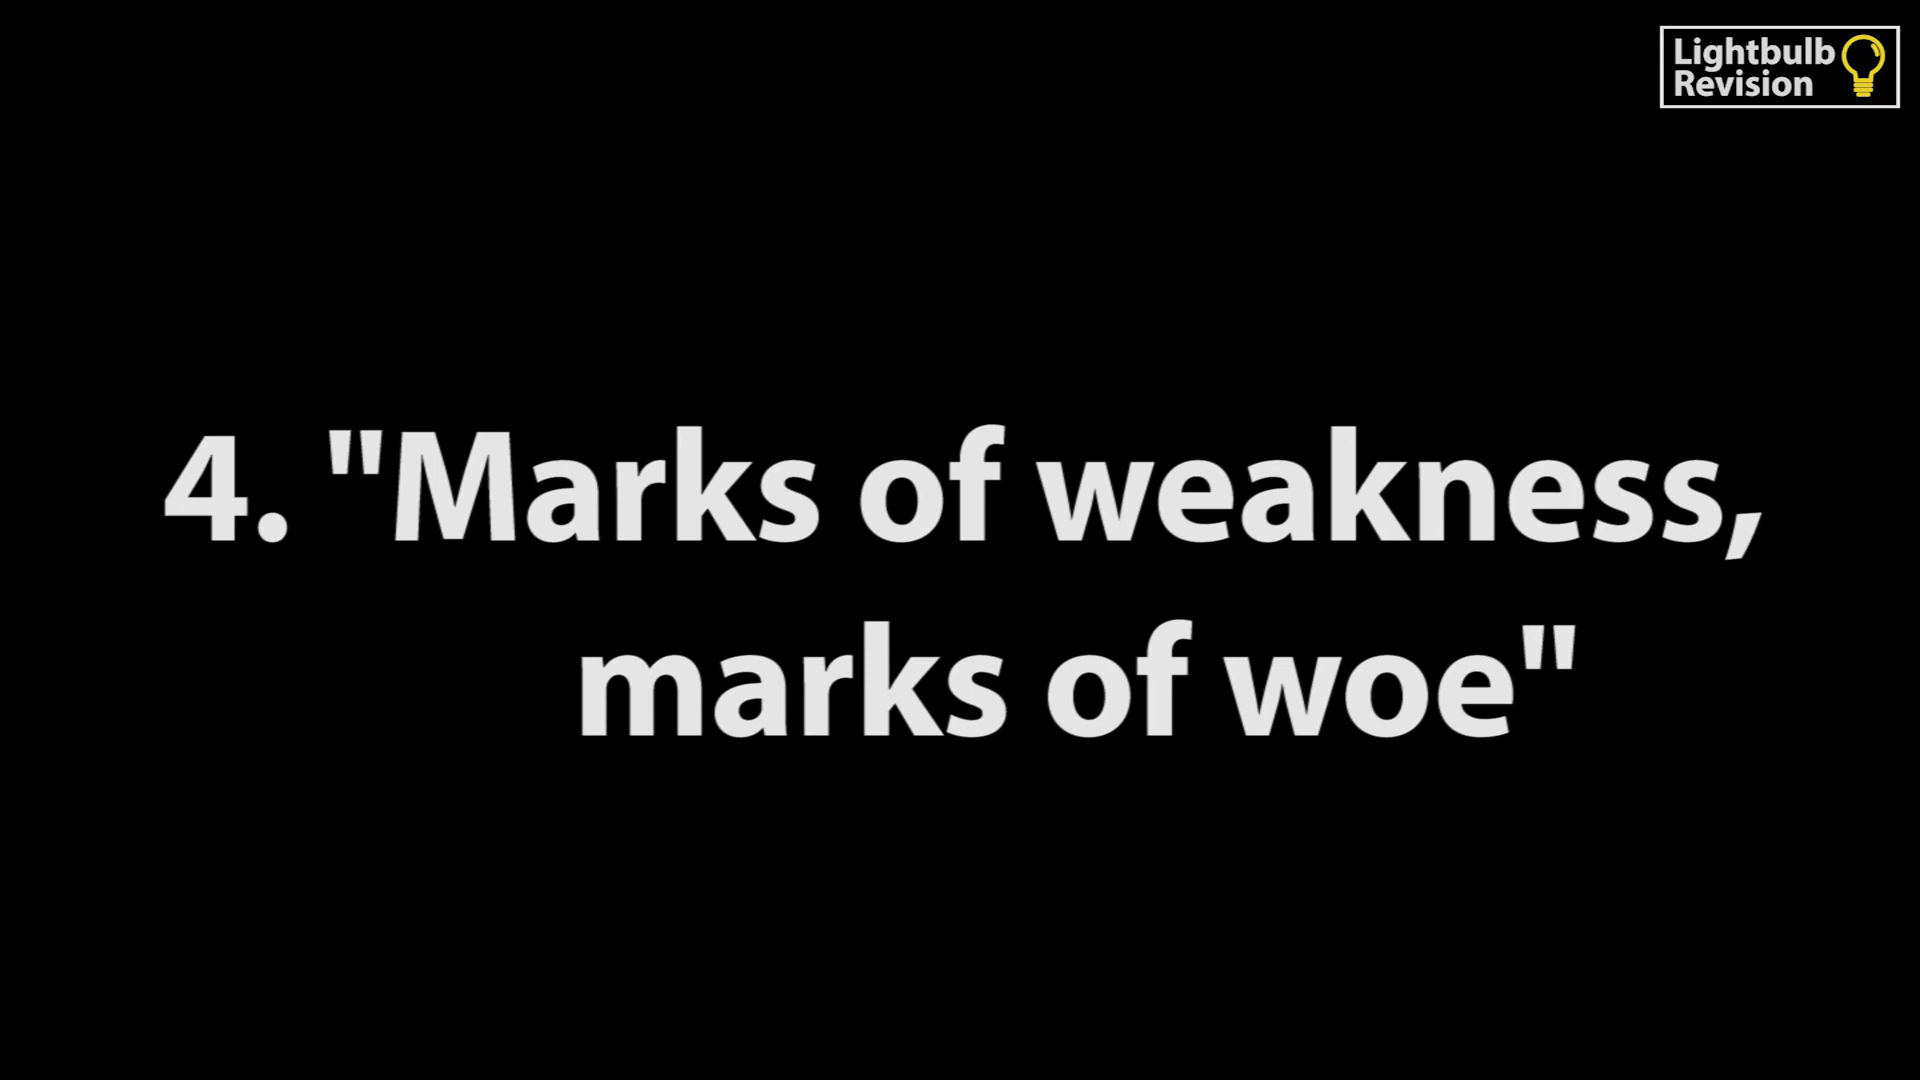 Lightbulb
Revision
4. "Marks of weakness,
marks of woe"